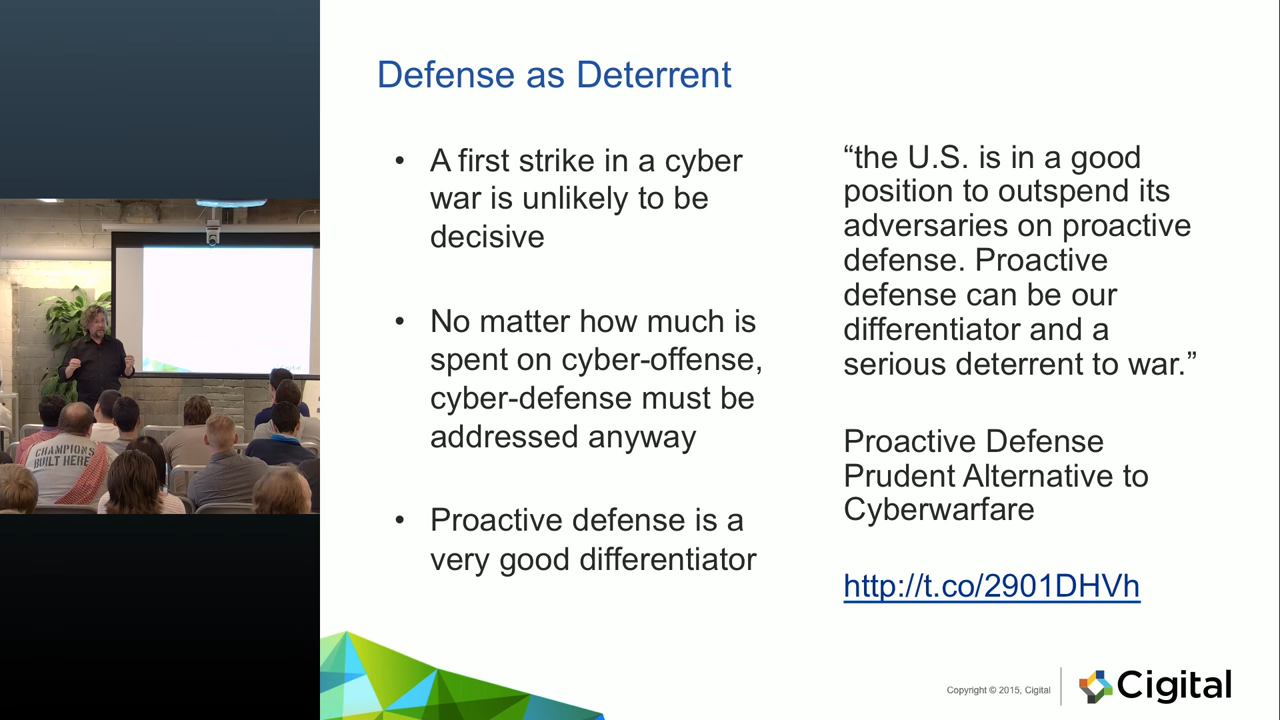 Defense as Deterrent
• A first strike in a cyber
war is unlikely to be
decisive
• No matter how much is
spent on cyber-offense,
cyber-defense must be
addressed anyway
• Proactive defense is a
very good differentiator
“the U.S. is in a good
position to outspend its
adversaries on proactive
defense. Proactive
defense can be our
differentiator and a
serious deterrent to war.”
Proactive Defense
Prudent Alternative to
Cyberwarfare
http://t.co/2901DHVh
CHAMPIONS
BUILT HERE
Copyright © 2015, Cigital
Cigital